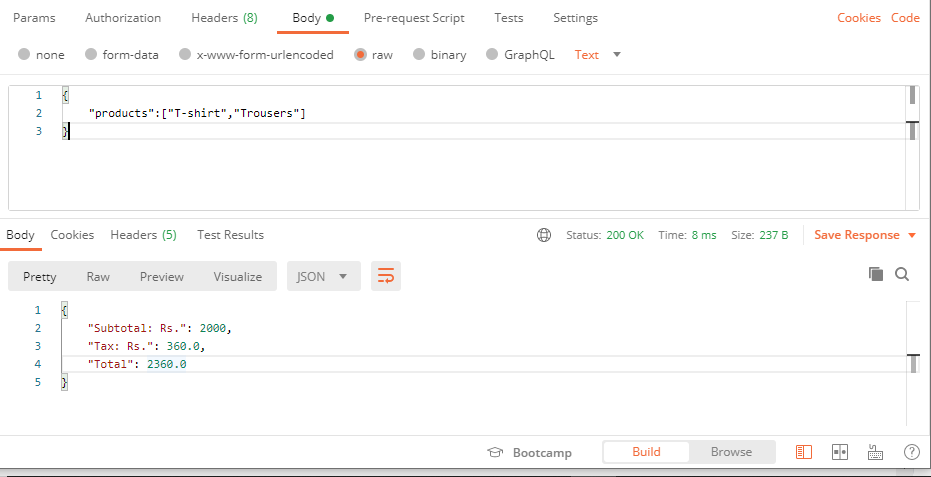 Params Authorization Headers (8) Body Pre-request Script Tests Settings Cookies Code
none form-data x-www-form-urlencoded raw binary GraphQL Text
1 {
2 "products":["T-shirt","Trousers"]
3 }
Body Cookies Headers (5) Test Results Status: 200 OK Time: 8 ms Size: 237 B Save Response
Pretty Raw Preview Visualize JSON
1 {
2 "Subtotal: Rs.": 2000,
3 "Tax: Rs.": 360.0,
4 "Total": 2360.0
5 }
Bootcamp Build Browse ?